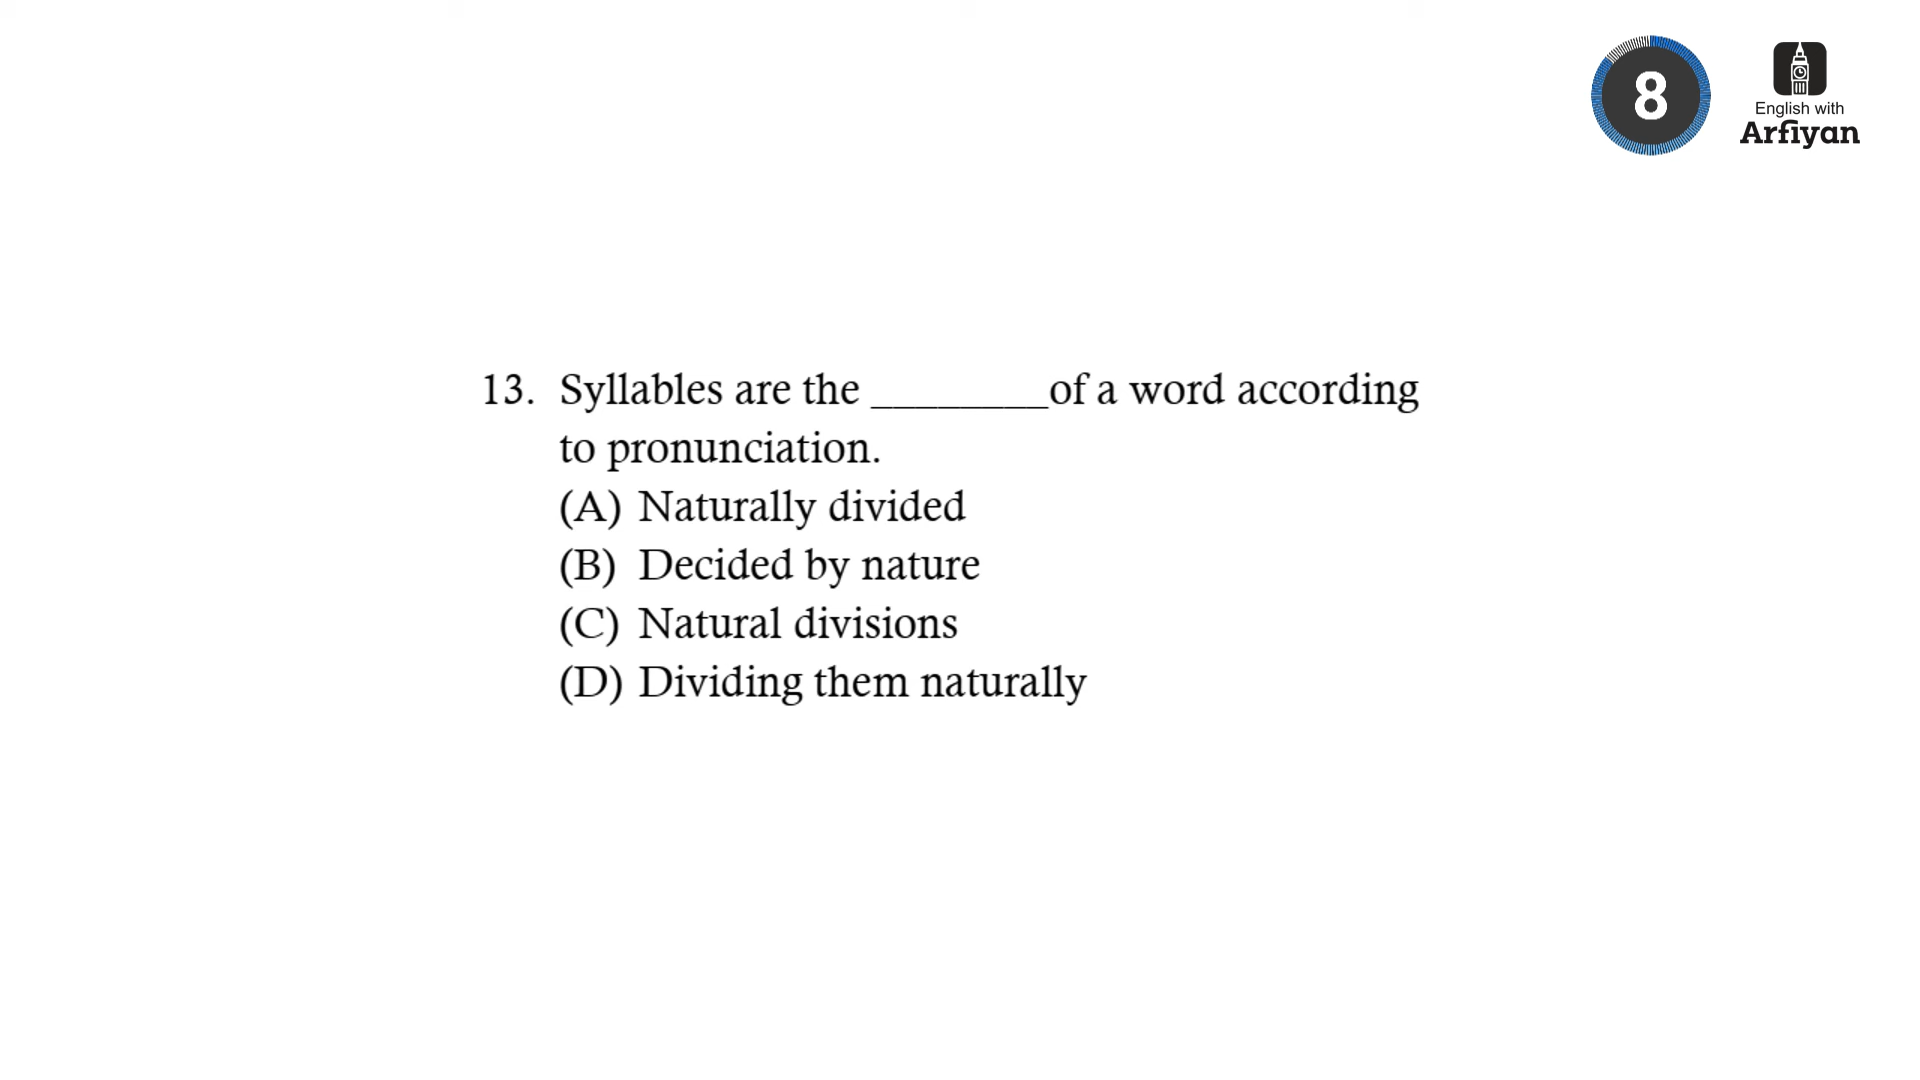 8
English with
Arfiyan
13. Syllables are the ________of a word according
to pronunciation.
(A) Naturally divided
(B) Decided by nature
(C) Natural divisions
(D) Dividing them naturally